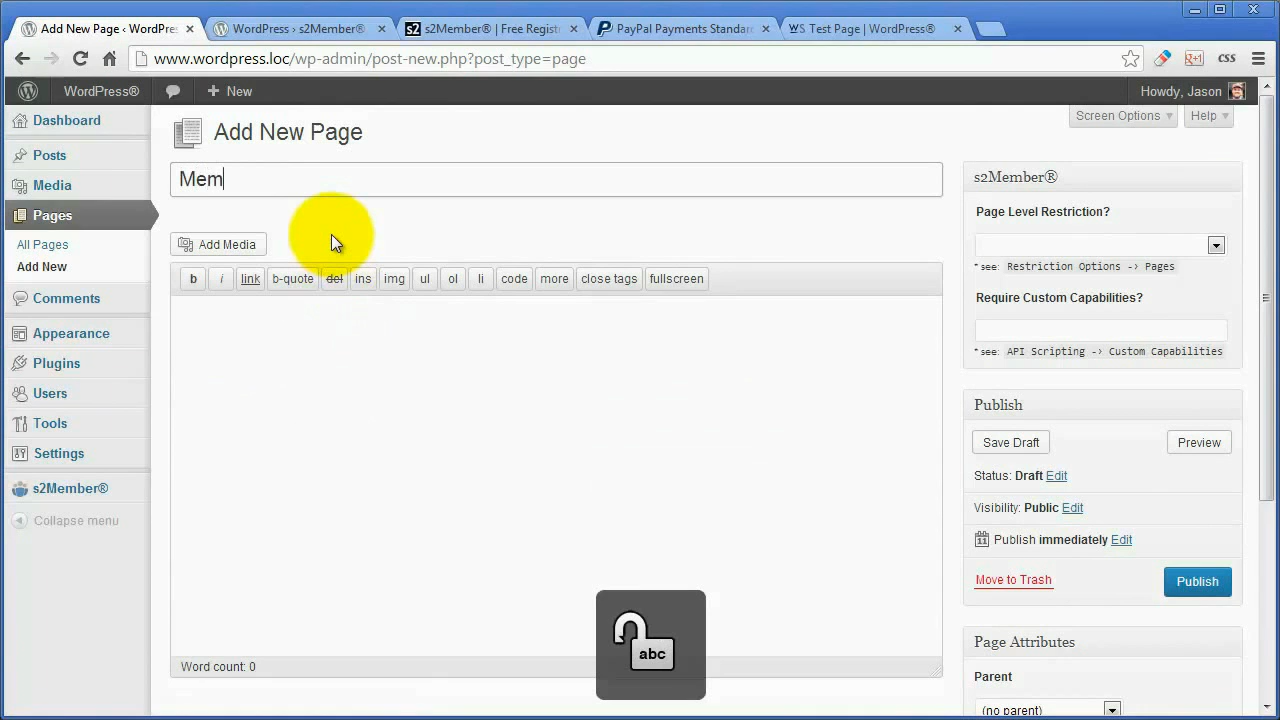 Add New Page ‹ WordPres
WordPress › s2Member®
s2 s2Member® | Free Registr
PayPal Payments Standard
WS Test Page | WordPress®
www.wordpress.loc/wp-admin/post-new.php?post_type=page
css
WordPress®
+ New
Howdy, Jason
Dashboard
Posts
Media
Pages
All Pages
Add New
Comments
Appearance
Plugins
Users
Tools
Settings
s2Member®
Collapse menu
Screen Options
Help
Add New Page
Mem
Add Media
b i link b-quote del ins img ul ol li code more close tags fullscreen
Word count: 0
abc
s2Member®
Page Level Restriction?
* see: Restriction Options -> Pages
Require Custom Capabilities?
* see: API Scripting -> Custom Capabilities
Publish
Save Draft
Preview
Status: Draft Edit
Visibility: Public Edit
Publish immediately Edit
Move to Trash
Publish
Page Attributes
Parent
(no parent)